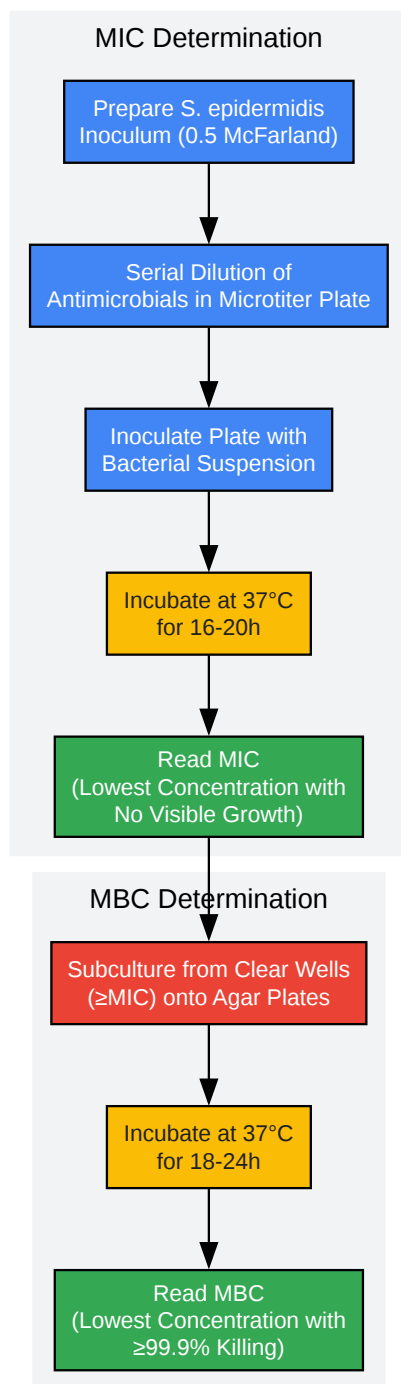 MIC Determination
Prepare S. epidermidis
Inoculum (0.5 McFarland)
Serial Dilution of
Antimicrobials in Microtiter Plate
Inoculate Plate with
Bacterial Suspension
Incubate at 37°C
for 16-20h
Read MIC
(Lowest Concentration with
No Visible Growth)
MBC Determination
Subculture from Clear Wells
(≥MIC) onto Agar Plates
Incubate at 37°C
for 18-24h
Read MBC
(Lowest Concentration with
≥99.9% Killing)